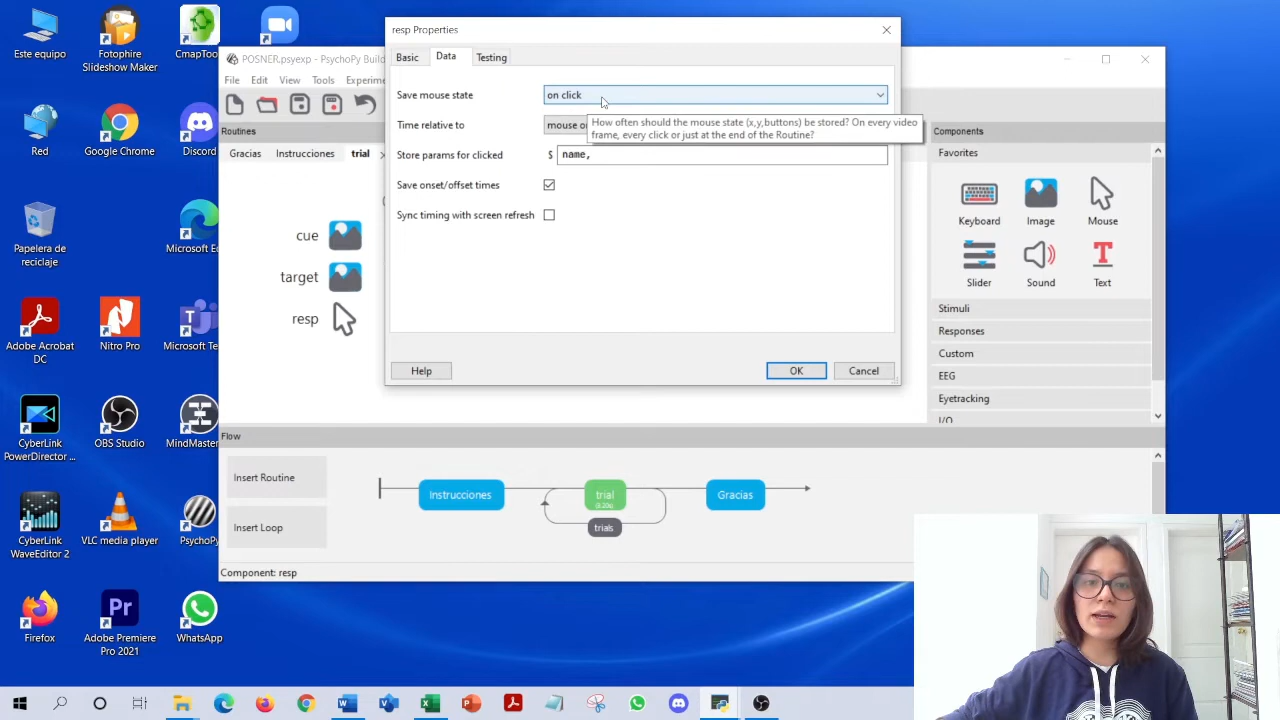 Este equipo
Fotophire
Slideshow Maker
CmapTool
resp Properties
Basic
Data
Testing
Save mouse state
on click
How often should the mouse state (x,y,buttons) be stored? On every video
frame, every click or just at the end of the Routine?
Time relative to
mouse o
Store params for clicked
$
name,
Save onset/offset times
Sync timing with screen refresh
Help
OK
Cancel
POSNER.psyexp - PsychoPy Buil
File
Edit
View
Tools
Experim
Routines
Gracias
Instrucciones
trial
cue
target
resp
Components
Favorites
Keyboard
Image
Mouse
Slider
Sound
Text
Stimuli
Responses
Custom
EEG
Eyetracking
I/O
Red
Google Chrome
Discord
Papelera de
reciclaje
Microsoft Ed
Adobe Acrobat
DC
Nitro Pro
Microsoft Te
CyberLink
PowerDirector ...
OBS Studio
MindMaster
CyberLink
WaveEditor 2
VLC media player
PsychoPy
Firefox
Adobe Premiere
Pro 2021
WhatsApp
Flow
Insert Routine
Insert Loop
Instrucciones
trial
trials
Gracias
Component: resp